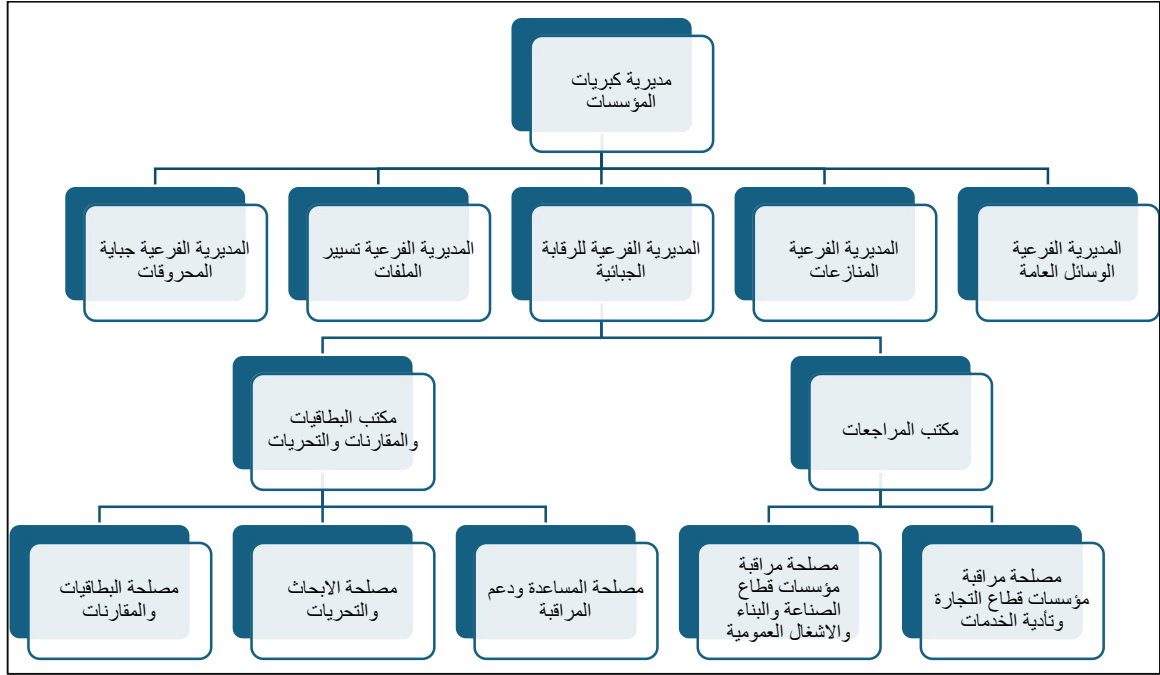 مديرية كبريات
المؤسسات
المديرية الفرعية
الوسائل العامة
المديرية الفرعية
المنازعات
المديرية الفرعية للرقابة
الجبائية
المديرية الفرعية تسيير
الملفات
المديرية الفرعية جباية
المحروقات
مكتب المراجعات
مكتب البطاقيات
والمقارنات والتحريات
مصلحة مراقبة
مؤسسات قطاع التجارة
وتأدية الخدمات
مصلحة مراقبة
مؤسسات قطاع
الصناعة والبناء
والاشغال العمومية
مصلحة المساعدة ودعم
المراقبة
مصلحة الابحاث
والتحريات
مصلحة البطاقيات
والمقارنات